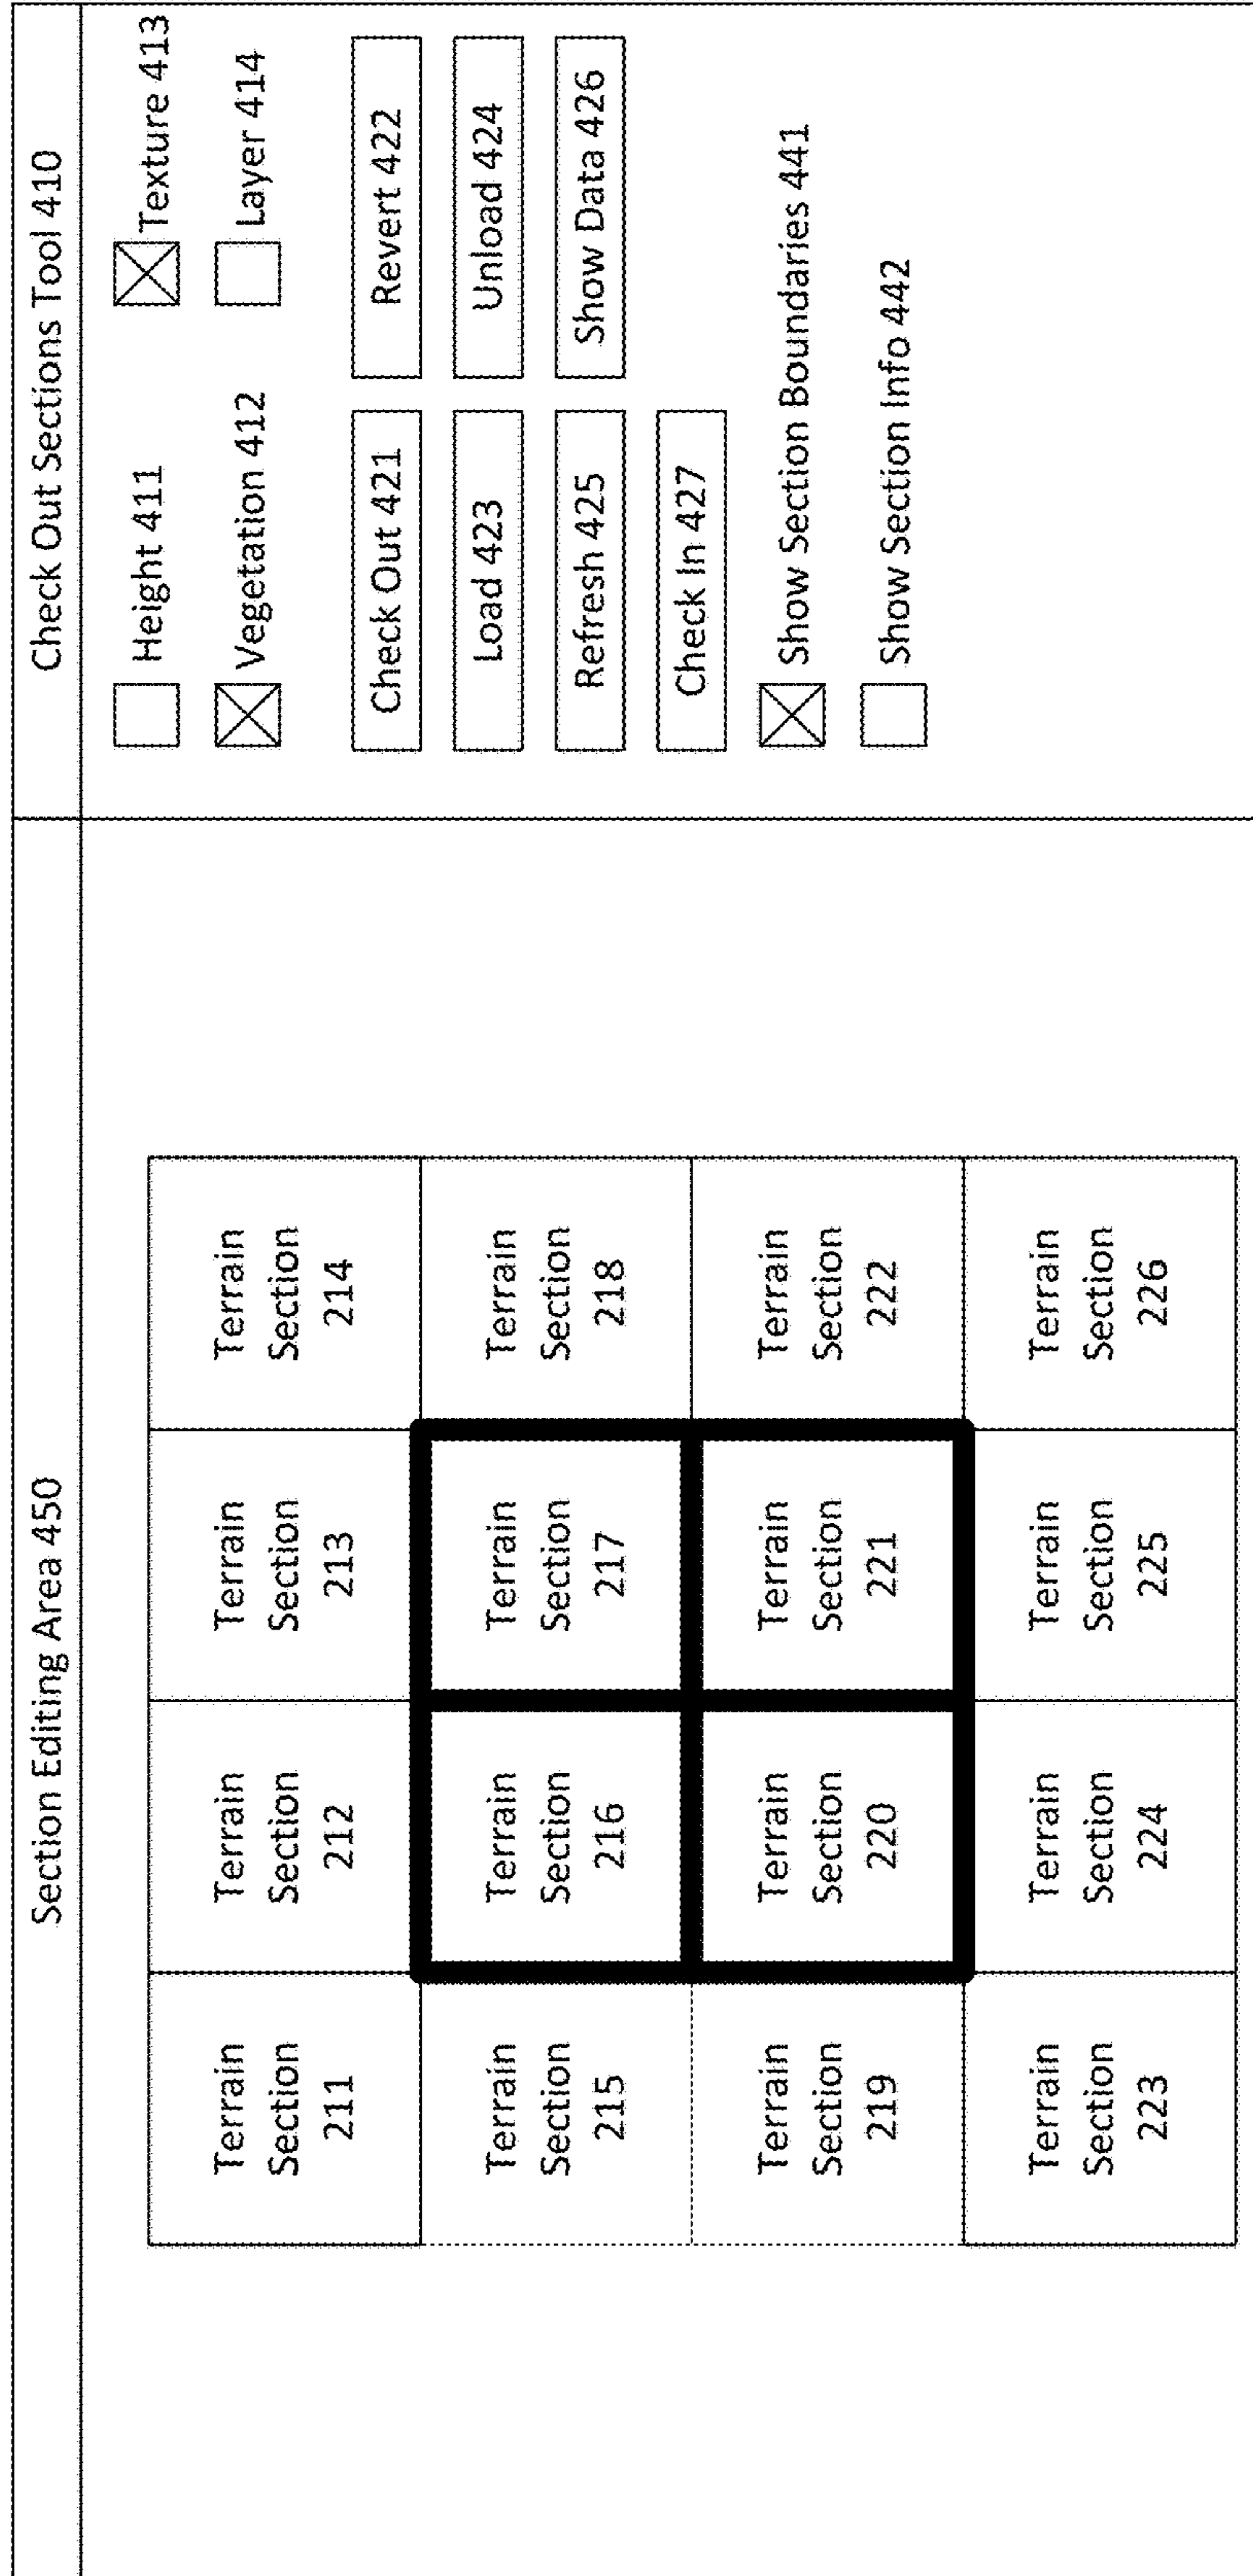 Section Editing Area 450
Terrain
Section
211
Terrain
Section
212
Terrain
Section
213
Terrain
Section
214
Terrain
Section
215
Terrain
Section
216
Terrain
Section
217
Terrain
Section
218
Terrain
Section
219
Terrain
Section
220
Terrain
Section
221
Terrain
Section
222
Terrain
Section
223
Terrain
Section
224
Terrain
Section
225
Terrain
Section
226
Check Out Sections Tool 410
Height 411
Texture 413
Vegetation 412
Layer 414
Check Out 421
Revert 422
Load 423
Unload 424
Refresh 425
Show Data 426
Check In 427
Show Section Boundaries 441
Show Section Info 442